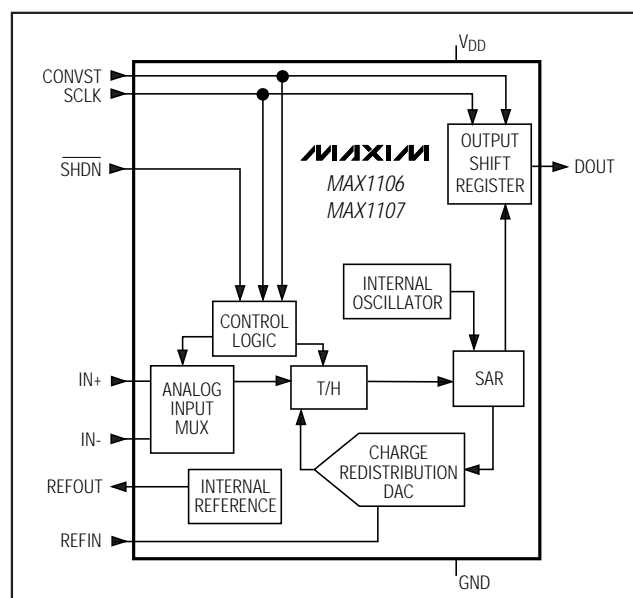 VDD
CONVST
SCLK
SHDN
MAXIM
MAX1106
MAX1107
OUTPUT
SHIFT
REGISTER
DOUT
INTERNAL
OSCILLATOR
CONTROL
LOGIC
IN+
IN-
ANALOG
INPUT
MUX
T/H
SAR
CHARGE
REDISTRIBUTION
DAC
REFOUT
INTERNAL
REFERENCE
REFIN
GND